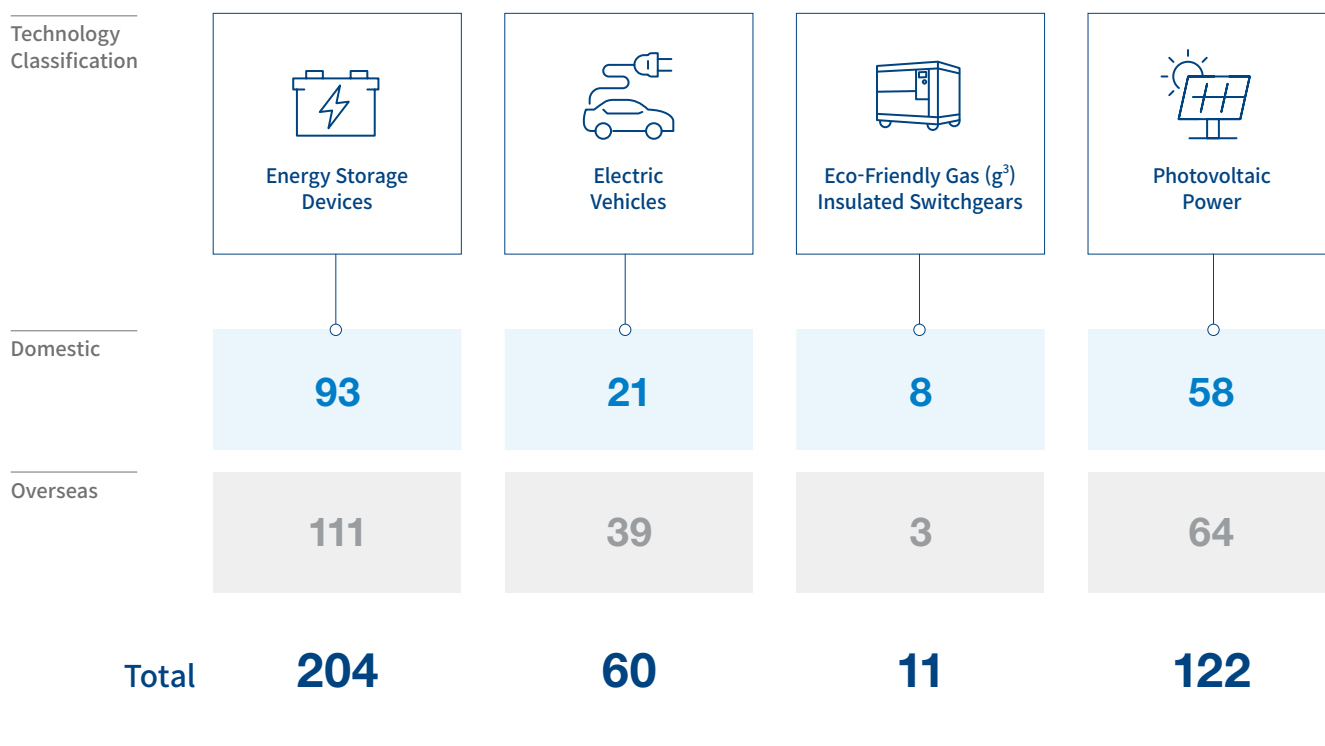 Technology
Classification
Energy Storage
Devices
Electric
Vehicles
Eco-Friendly Gas (g³)
Insulated Switchgears
Photovoltaic
Power
Domestic
93
21
8
58
Overseas
111
39
3
64
Total
204
60
11
122